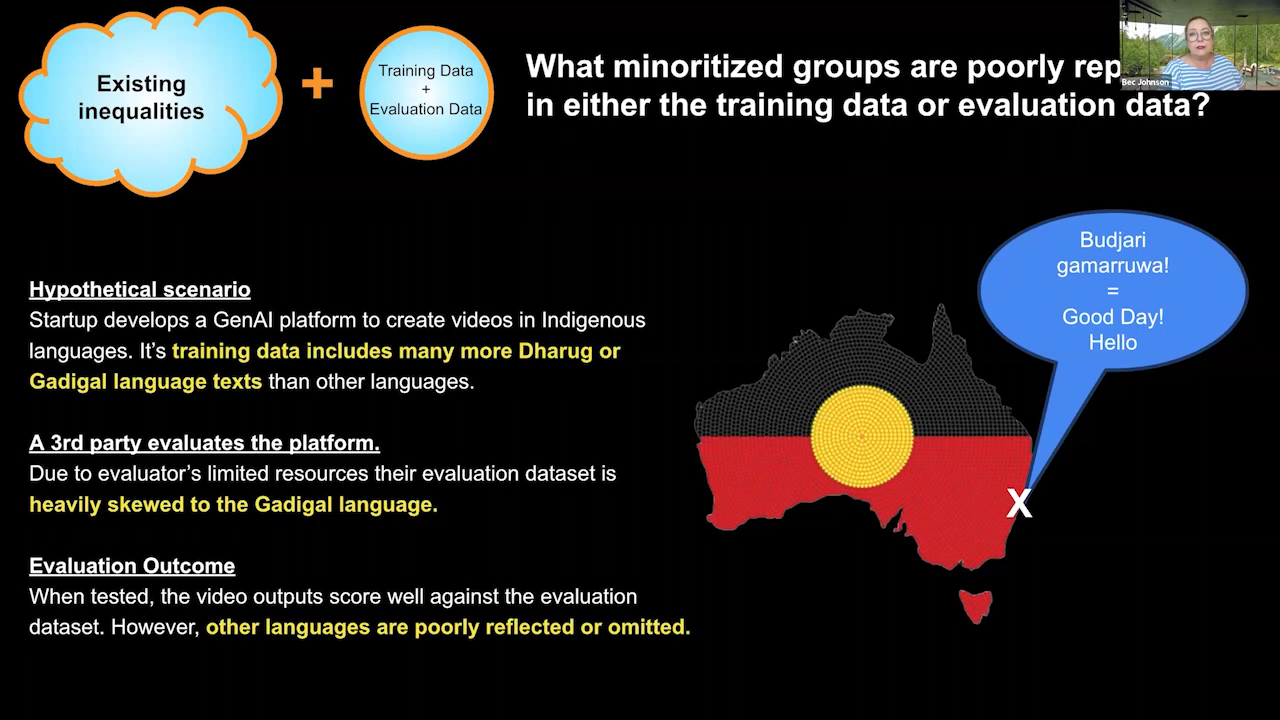 Existing
inequalities
+
Training Data
+
Evaluation Data
What minoritized groups are poorly
in either the training data or evaluation data?
Bec Johnson
Budjari
gamarruwa!
=
Good Day!
Hello
Hypothetical scenario
Startup develops a GenAI platform to create videos in Indigenous
languages. It’s training data includes many more Dharug or
Gadigal language texts than other languages.
A 3rd party evaluates the platform.
Due to evaluator’s limited resources their evaluation dataset is
heavily skewed to the Gadigal language.
X
Evaluation Outcome
When tested, the video outputs score well against the evaluation
dataset. However, other languages are poorly reflected or omitted.